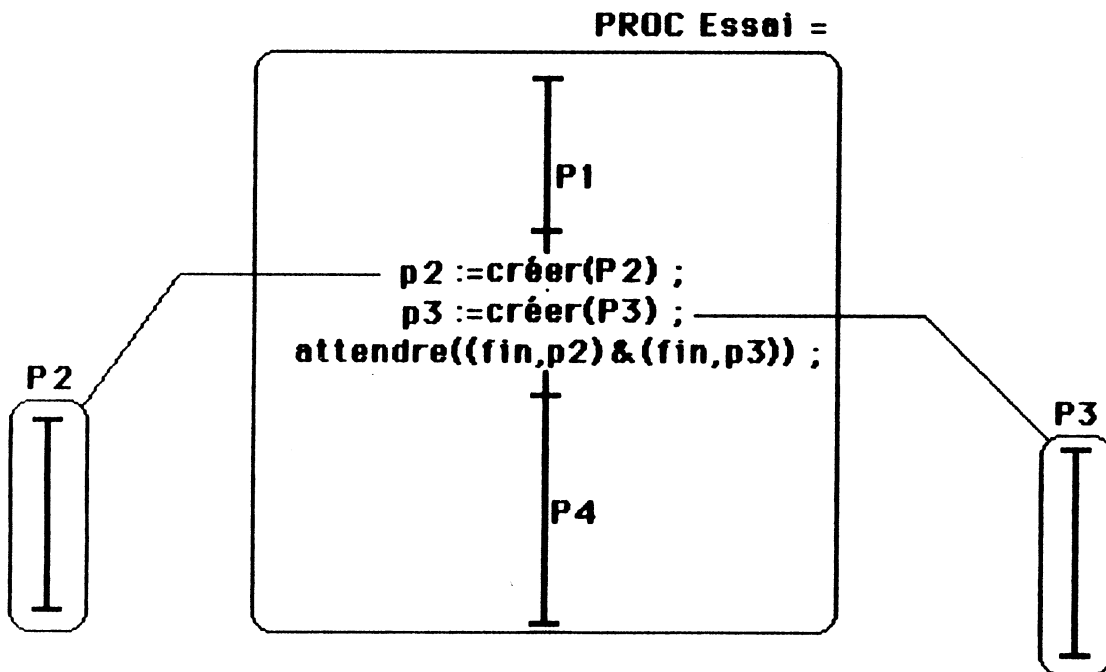 PROC Essai =
P1
p2 :=créer(P2) ;
p3 :=créer(P3) ;
attendre((fin,p2)&(fin,p3)) ;
P2
P3
P4